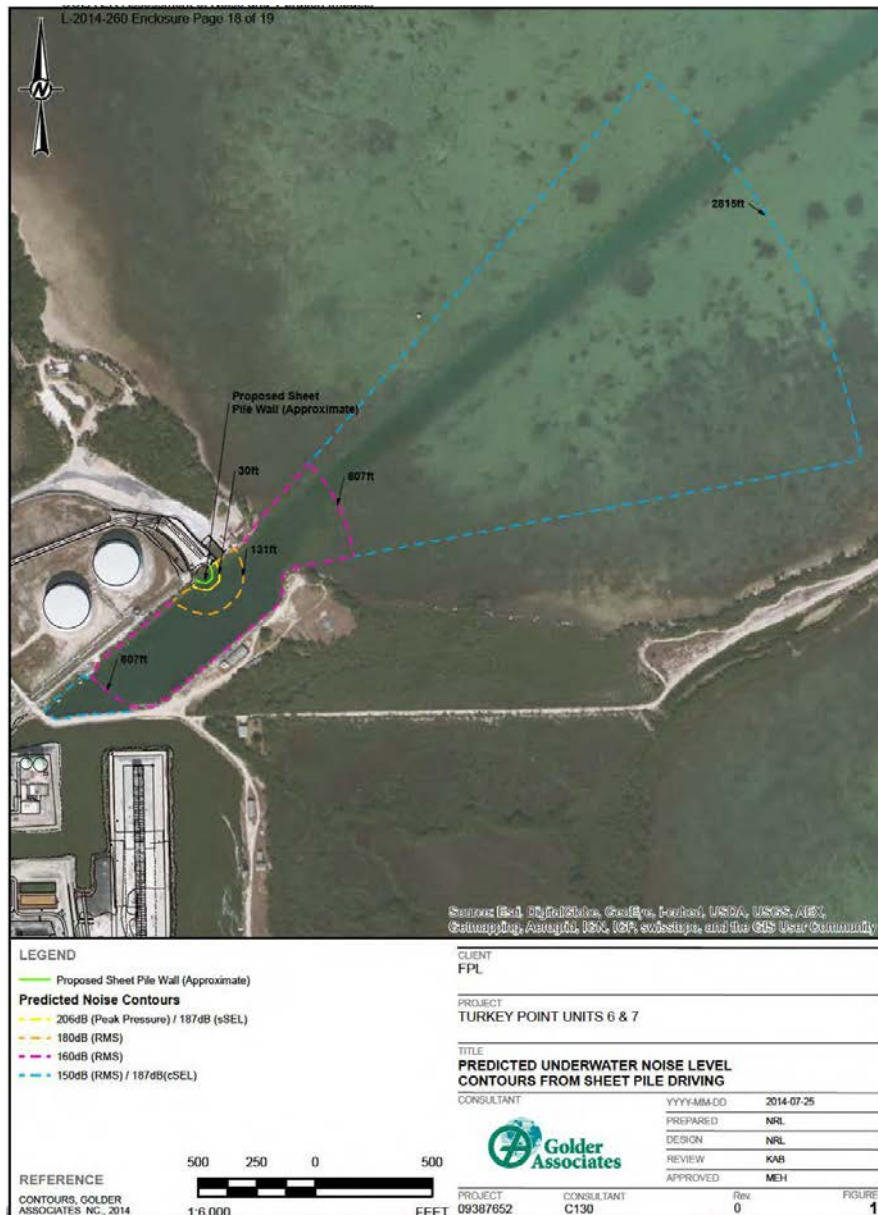 L-2014-260 Enclosure Page 18 of 19
N
2815ft
Proposed Sheet
Pile Wall (Approximate)
30ft
607ft
131ft
607ft
Source: Esri, DigitalGlobe, GeoEye, i-cubed, USDA, USGS, AEX,
Getmapping, Aerogrid, IGN, IGP, swisstopo, and the GIS User Community
LEGEND
Proposed Sheet Pile Wall (Approximate)
Predicted Noise Contours
206dB (Peak Pressure) / 187dB (sSEL)
180dB (RMS)
160dB (RMS)
150dB (RMS) / 187dB(cSEL)
REFERENCE
CONTOURS, GOLDER
ASSOCIATES NC., 2014
500 250 0 500
1:6,000 FEET
CLIENT
FPL
PROJECT
TURKEY POINT UNITS 6 & 7
TITLE
PREDICTED UNDERWATER NOISE LEVEL
CONTOURS FROM SHEET PILE DRIVING
CONSULTANT
Golder
Associates
YYYY-MM-DD 2014-07-25
PREPARED NRL
DESIGN NRL
REVIEW KAB
APPROVED MEH
PROJECT CONSULTANT Rev. FIGURE
09387652 C130 0 1